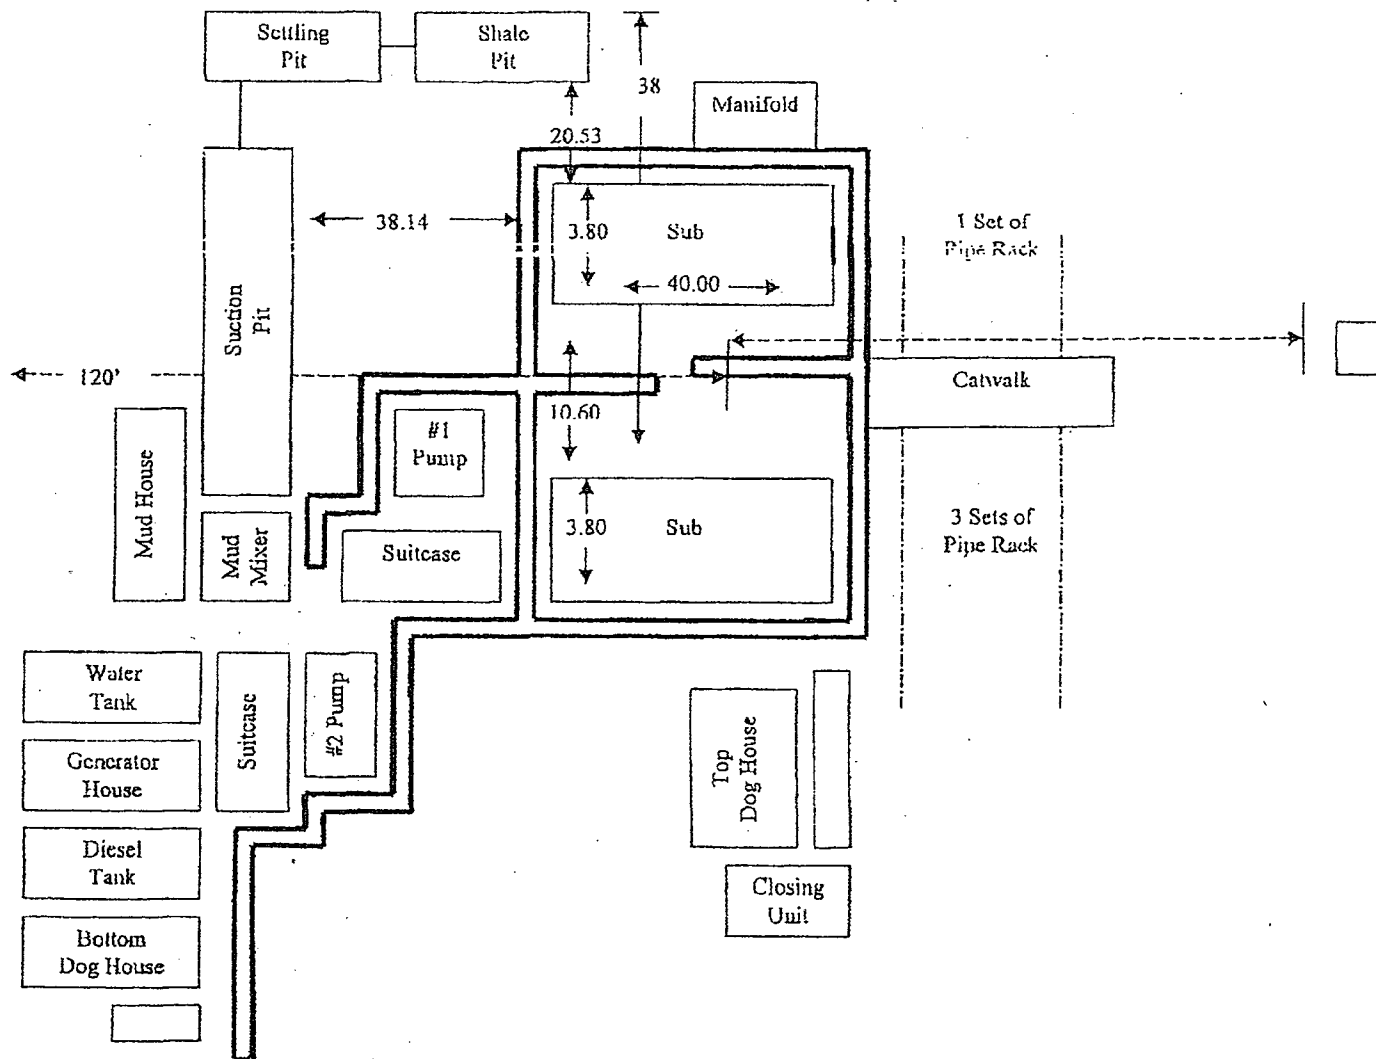 Settling
Pit
Shale
Pit
38
Manifold
20.53
38.14
3.80
Sub
40.00
1 Set of
Pipe Rack
Suction
Pit
120'
Catwalk
10.60
#1
Pump
Mud House
Mud
Mixer
Suitcase
3.80
Sub
3 Sets of
Pipe Rack
Water
Tank
Suitcase
#2 Pump
Generator
House
Top
Dog House
Diesel
Tank
Closing
Unit
Bottom
Dog House